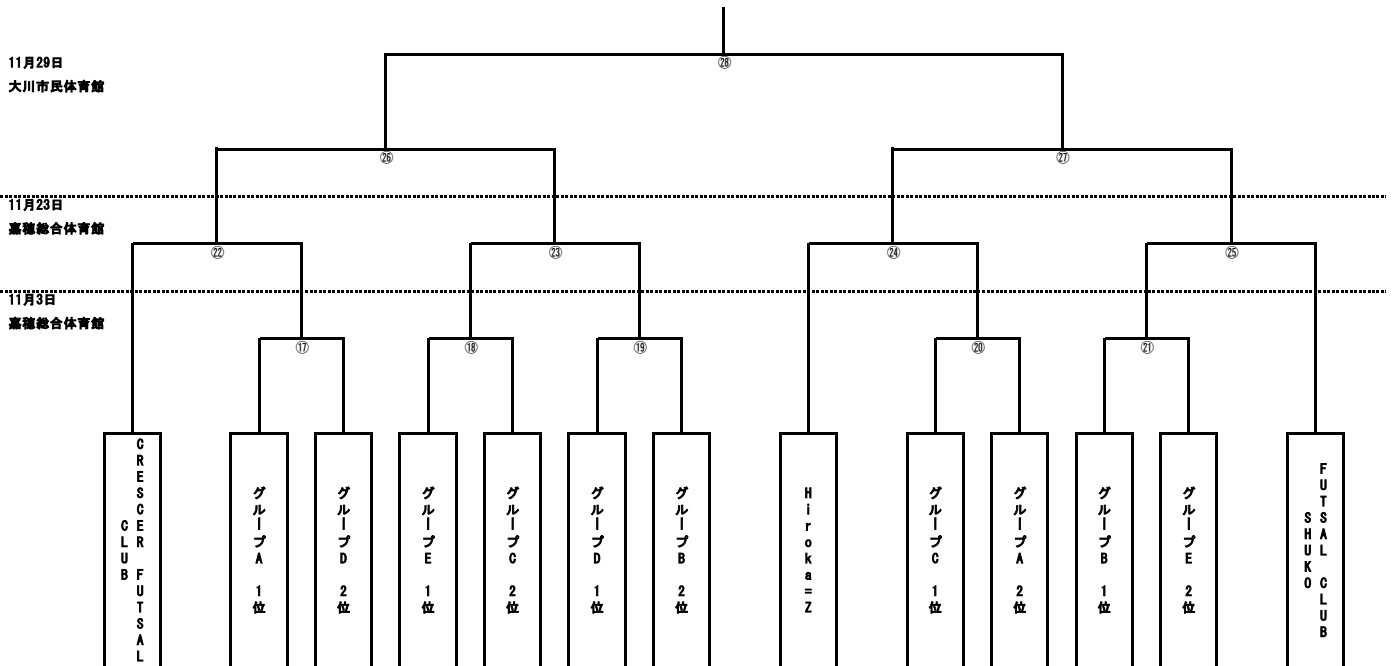 11月29日
大川市民体育館
㉘
㉖
㉗
11月23日
嘉穂総合体育館
㉒
㉓
㉔
㉕
11月3日
嘉穂総合体育館
⑰
⑱
⑲
⑳
㉑
CRESCER FUTSAL
CLUB
グループA 1位
グループD 2位
グループE 1位
グループC 2位
グループD 1位
グループB 2位
Hiroka=Z
グループC 1位
グループA 2位
グループB 1位
グループE 2位
FUTSAL CLUB
SHUKO